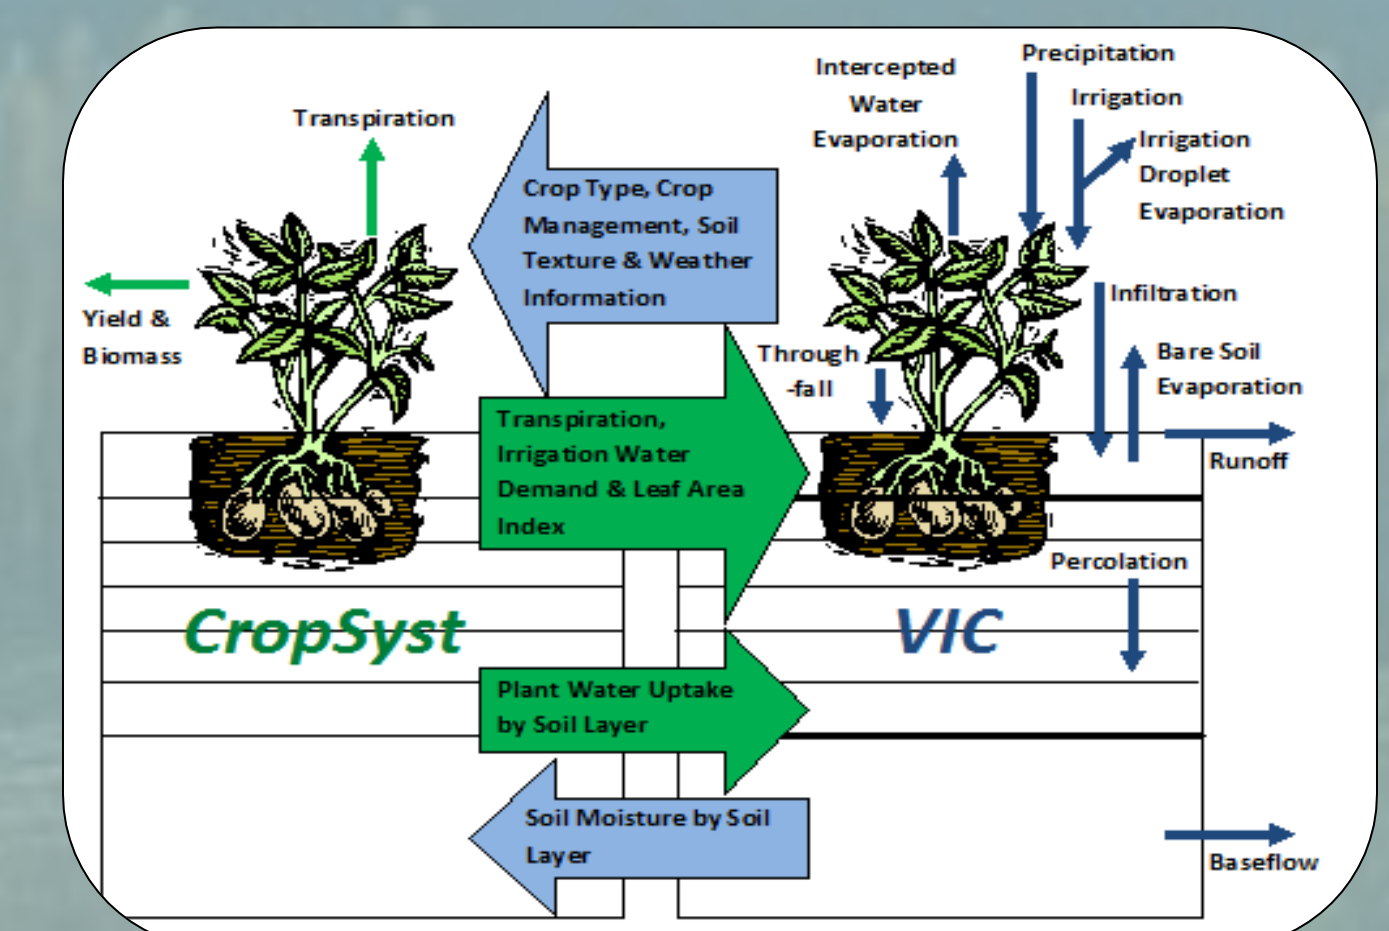 Transpiration
Yield &
Biomass
Crop Type, Crop
Management, Soil
Texture & Weather
Information
Transpiration,
Irrigation Water
Demand & Leaf Area
Index
CropSyst
Plant Water Uptake
by Soil Layer
Soil Moisture by Soil
Layer
Intercepted
Water
Evaporation
Precipitation
Irrigation
Irrigation
Droplet
Evaporation
Infiltration
Through
-fall
Bare Soil
Evaporation
Runoff
Percolation
VIC
Baseflow